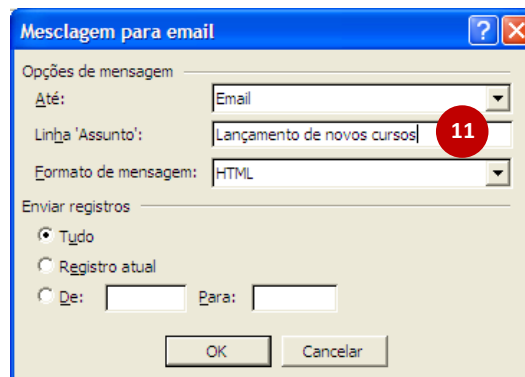 Mesclagem para email
Opções de mensagem
Até: Email
Linha 'Assunto': Lançamento de novos cursos 11
Formato de mensagem: HTML
Enviar registros
Tudo
Registro atual
De: Para:
OK Cancelar